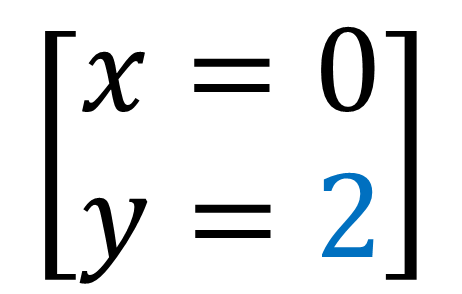 x = 0
y = 2